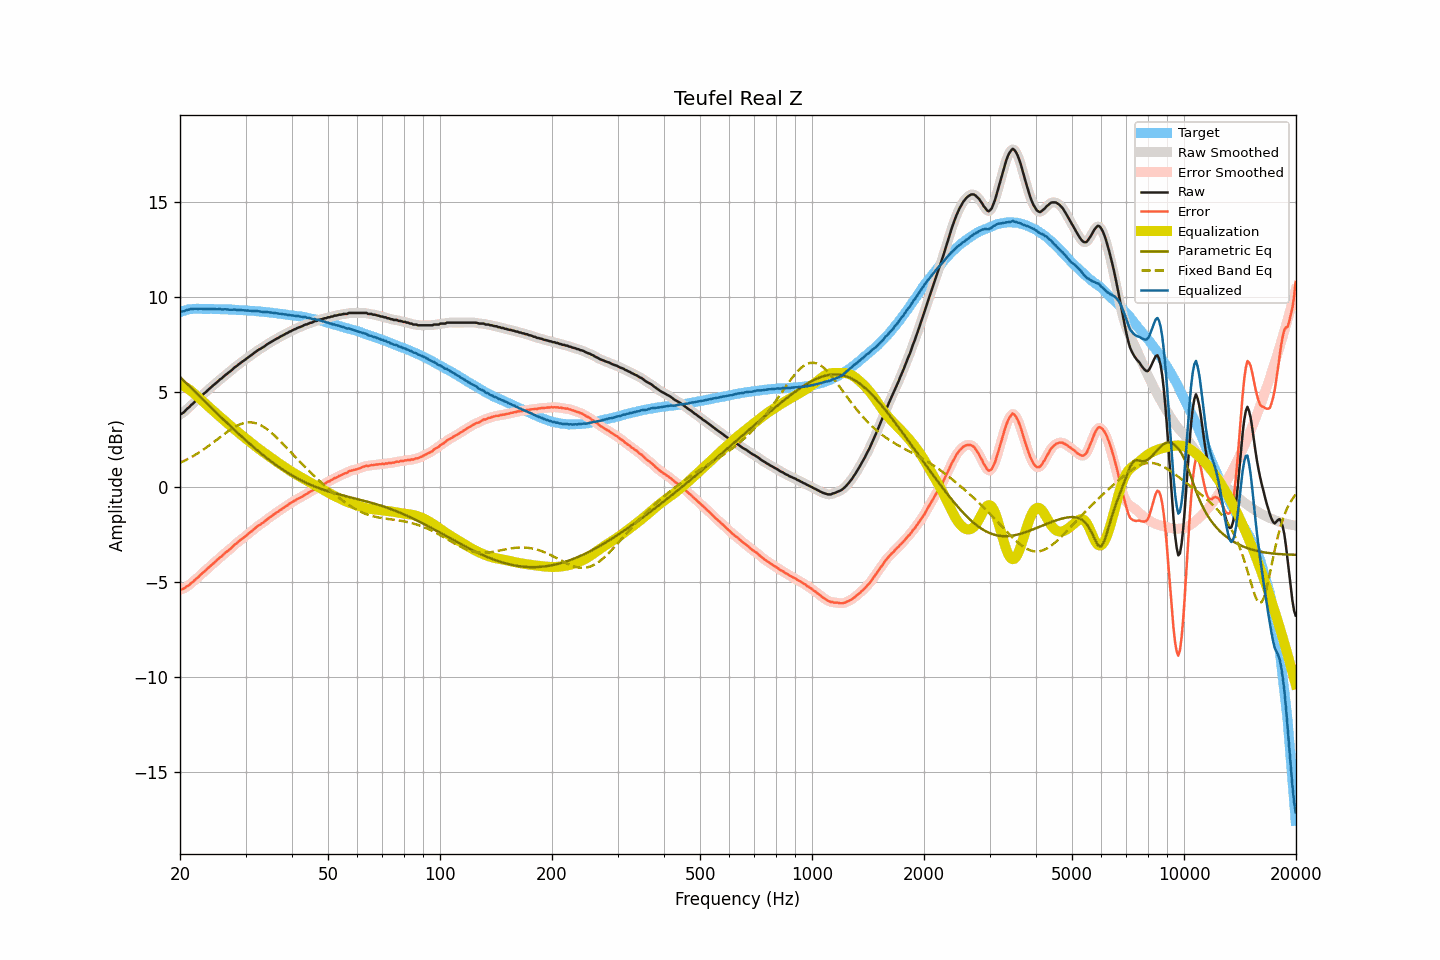 Teufel Real Z
Target
Raw Smoothed
Error Smoothed
Raw
Error
Equalization
Parametric Eq
Fixed Band Eq
Equalized
Amplitude (dBr)
15
10
5
0
−5
−10
−15
20 50 100 200 500 1000 2000 5000 10000 20000
Frequency (Hz)